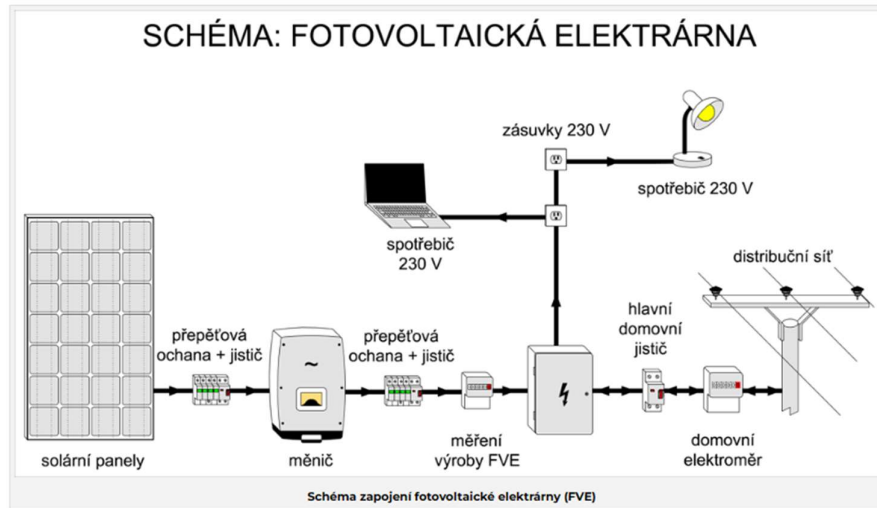 SCHÉMA: FOTOVOLTAICKÁ ELEKTRÁRNA
zásuvky 230 V
spotřebič 230 V
spotřebič
230 V
distribuční síť
hlavní
domovní
jistič
přepěťová
ochana + jistič
přepěťová
ochana + jistič
solární panely
měnič
měření
výroby FVE
domovní
elektroměr
Schéma zapojení fotovoltaické elektrárny (FVE)